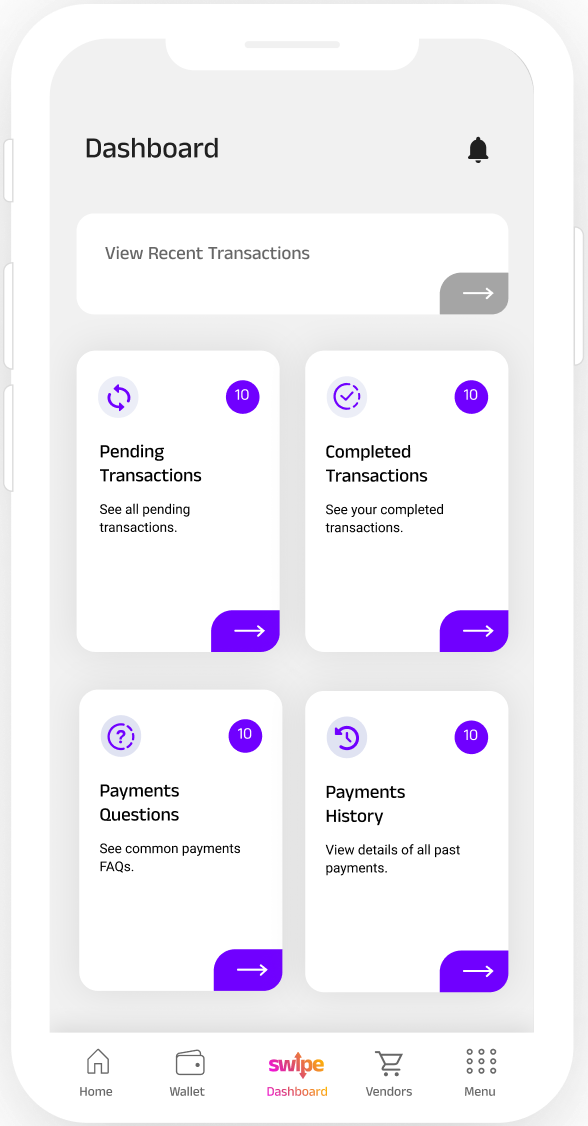 Dashboard
View Recent Transactions
10
Pending
Transactions
See all pending
transactions.
10
Completed
Transactions
See your completed
transactions.
10
Payments
Questions
See common payments
FAQs.
10
Payments
History
View details of all past
payments.
swipe
Home
Wallet
Dashboard
Vendors
Menu